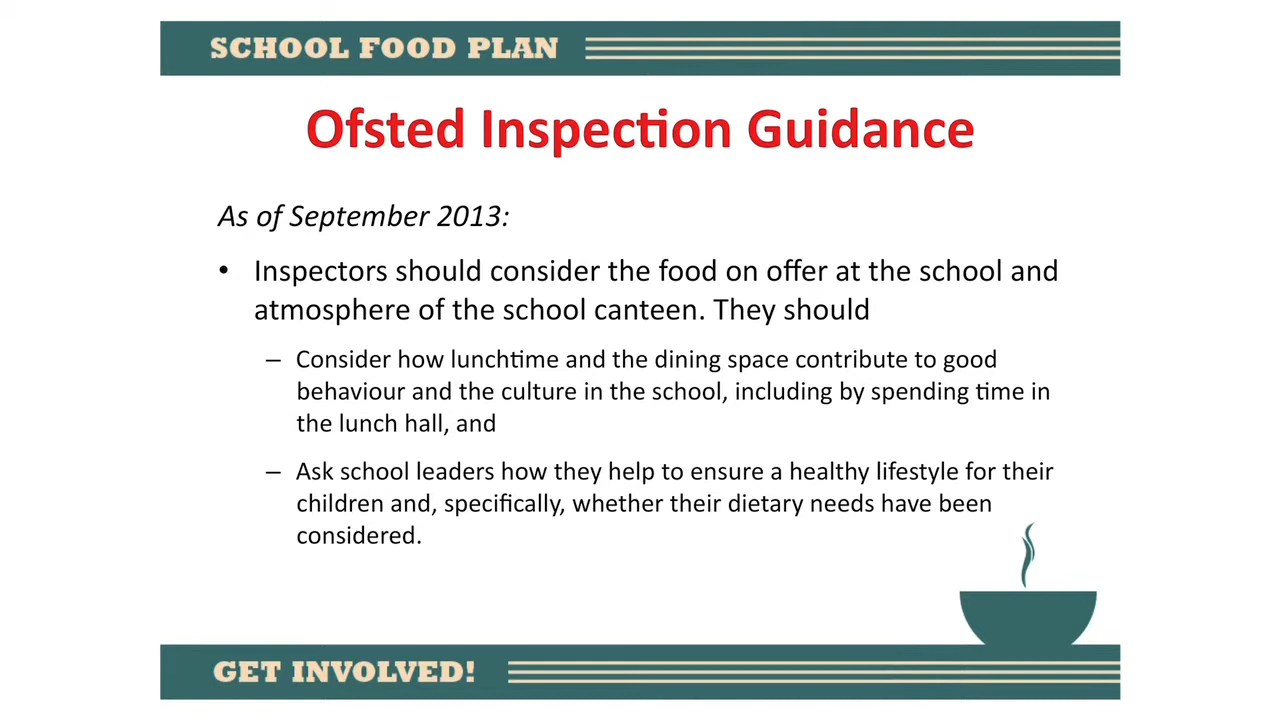 SCHOOL FOOD PLAN
Ofsted Inspection Guidance
As of September 2013:
• Inspectors should consider the food on offer at the school and
atmosphere of the school canteen. They should
– Consider how lunchtime and the dining space contribute to good
behaviour and the culture in the school, including by spending time in
the lunch hall, and
– Ask school leaders how they help to ensure a healthy lifestyle for their
children and, specifically, whether their dietary needs have been
considered.
GET INVOLVED!